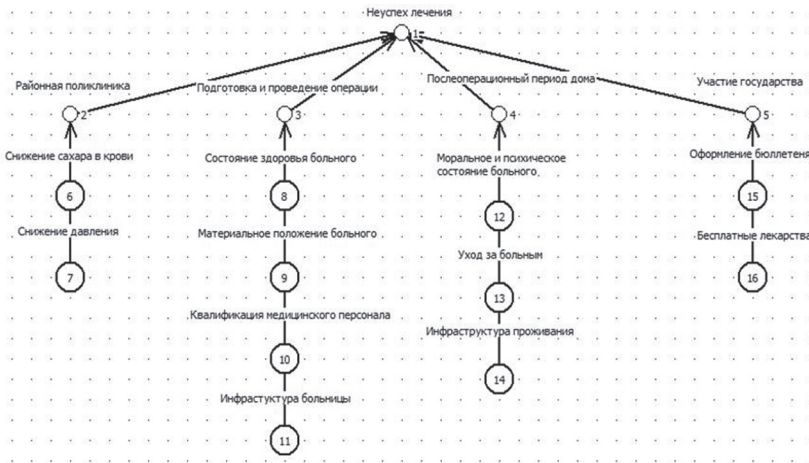 Неуспех лечения
1
Районная поликлиника
Подготовка и проведение операции
Послеоперационный период дома
Участие государства
2
3
4
5
Снижение сахара в крови
Состояние здоровья больного
Моральное и психическое
состояние больного,
Оформление бюллетеня
6
8
12
15
Снижение давления
Материальное положение больного
Уход за больным
Бесплатные лекарства
7
9
13
16
Квалификация медицинского персонала
Инфраструктура проживания
10
14
Инфрастуктура больницы
11